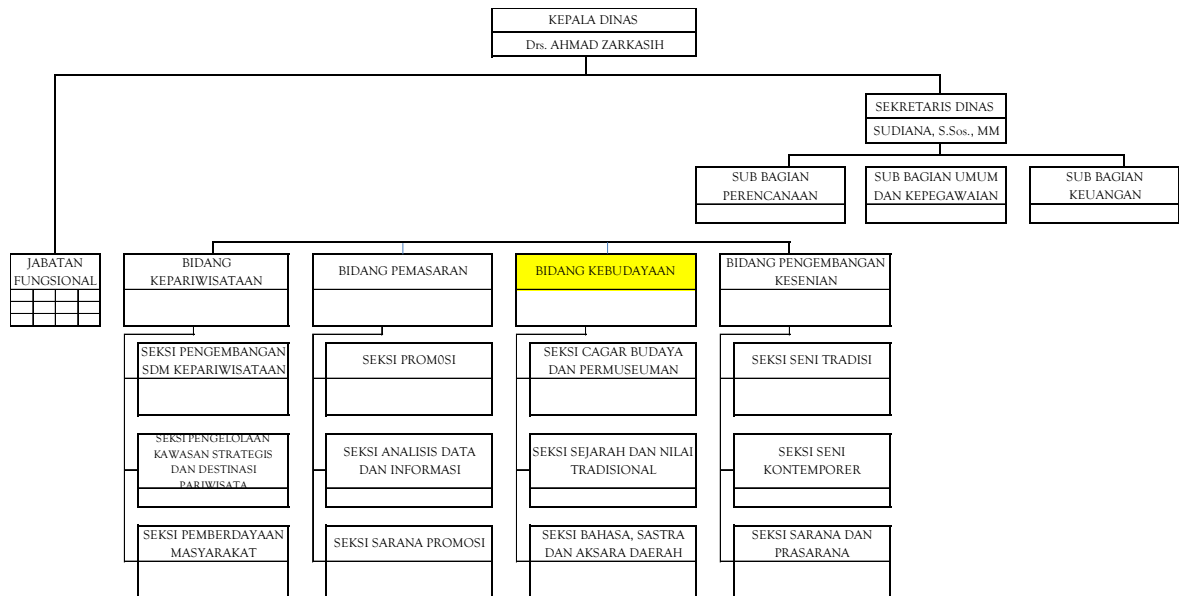 KEPALA DINAS
Drs. AHMAD ZARKASIH
SEKRETARIS DINAS
SUDIANA, S.Sos., MM
SUB BAGIAN
PERENCANAAN
SUB BAGIAN UMUM
DAN KEPEGAWAIAN
SUB BAGIAN
KEUANGAN
JABATAN
FUNGSIONAL
BIDANG
KEPARIWISATAAN
BIDANG PEMASARAN
BIDANG KEBUDAYAAN
BIDANG PENGEMBANGAN
KESENIAN
SEKSI PENGEMBANGAN
SDM KEPARIWISATAAN
SEKSI PROM0SI
SEKSI CAGAR BUDAYA
DAN PERMUSEUMAN
SEKSI SENI TRADISI
SEKSI PENGELOLAAN
KAWASAN STRATEGIS
DAN DESTINASI
PARIWISATA
SEKSI ANALISIS DATA
DAN INFORMASI
SEKSI SEJARAH DAN NILAI
TRADISIONAL
SEKSI SENI
KONTEMPORER
SEKSI PEMBERDAYAAN
MASYARAKAT
SEKSI SARANA PROMOSI
SEKSI BAHASA, SASTRA
DAN AKSARA DAERAH
SEKSI SARANA DAN
PRASARANA